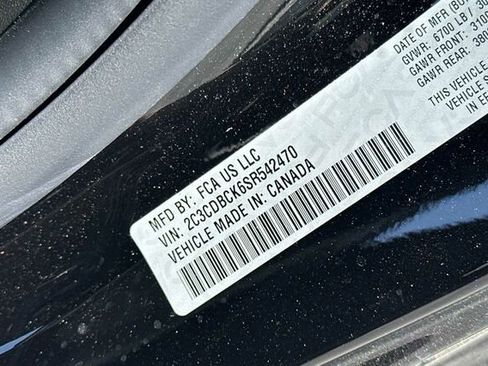 MFD BY: FCA US LLC
VIN: 2C3CDBCK6SR542470
VEHICLE MADE IN: CANADA
DATE OF MFR
GVWR: 6700 LB
GAWR FRONT:
GAWR REAR:
THIS VEHICLE
IN